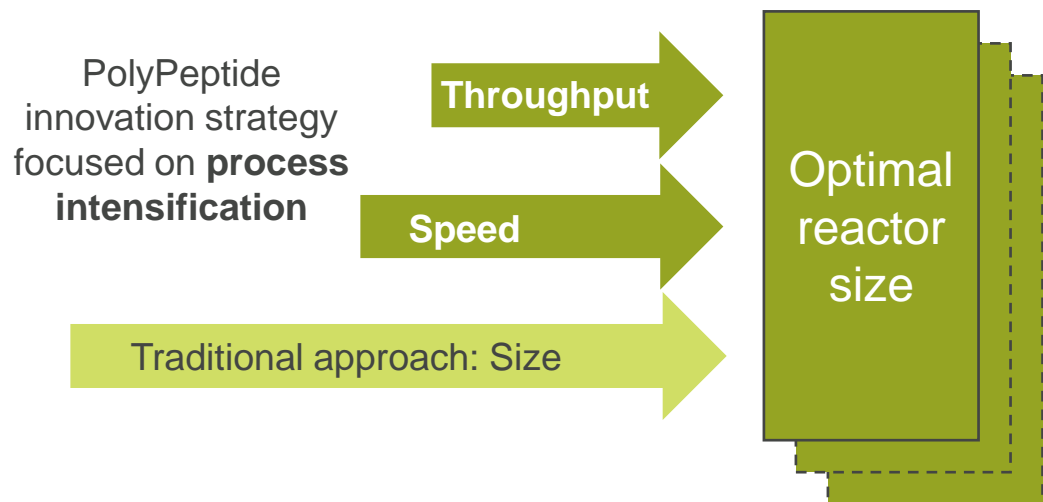 PolyPeptide
innovation strategy
focused on process
intensification
Throughput
Speed
Traditional approach: Size
Optimal
reactor
size